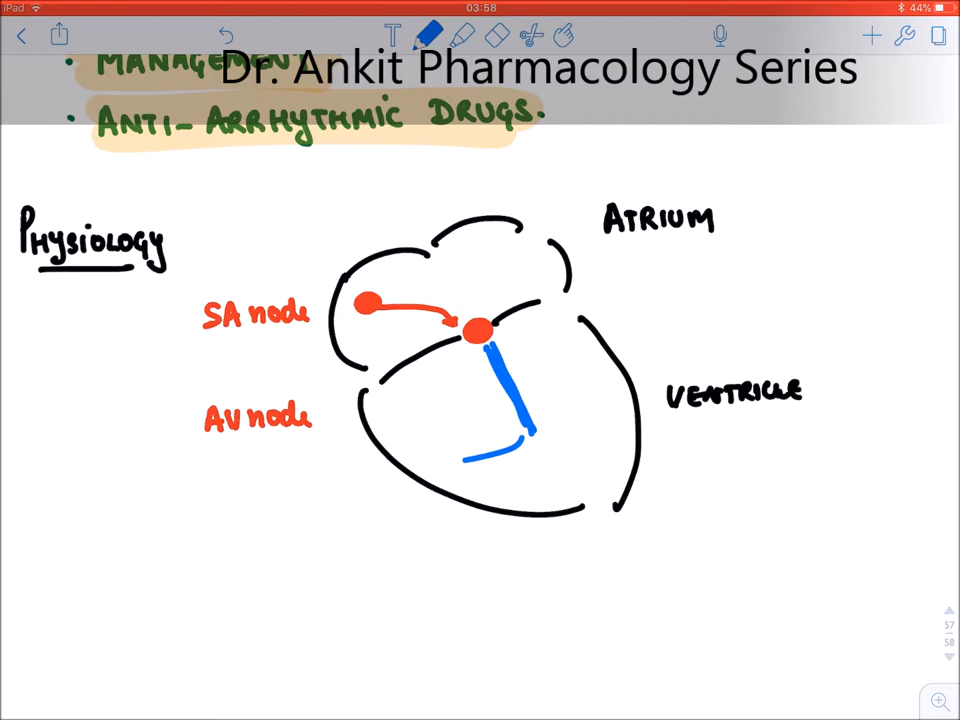 iPad
03:58
44%
• MANAGEMENT
Dr. Ankit Pharmacology Series
• ANTI-ARRHYTHMIC DRUGS.
PHYSIOLOGY
ATRIUM
SA node
VENTRICLE
AV node
57
58